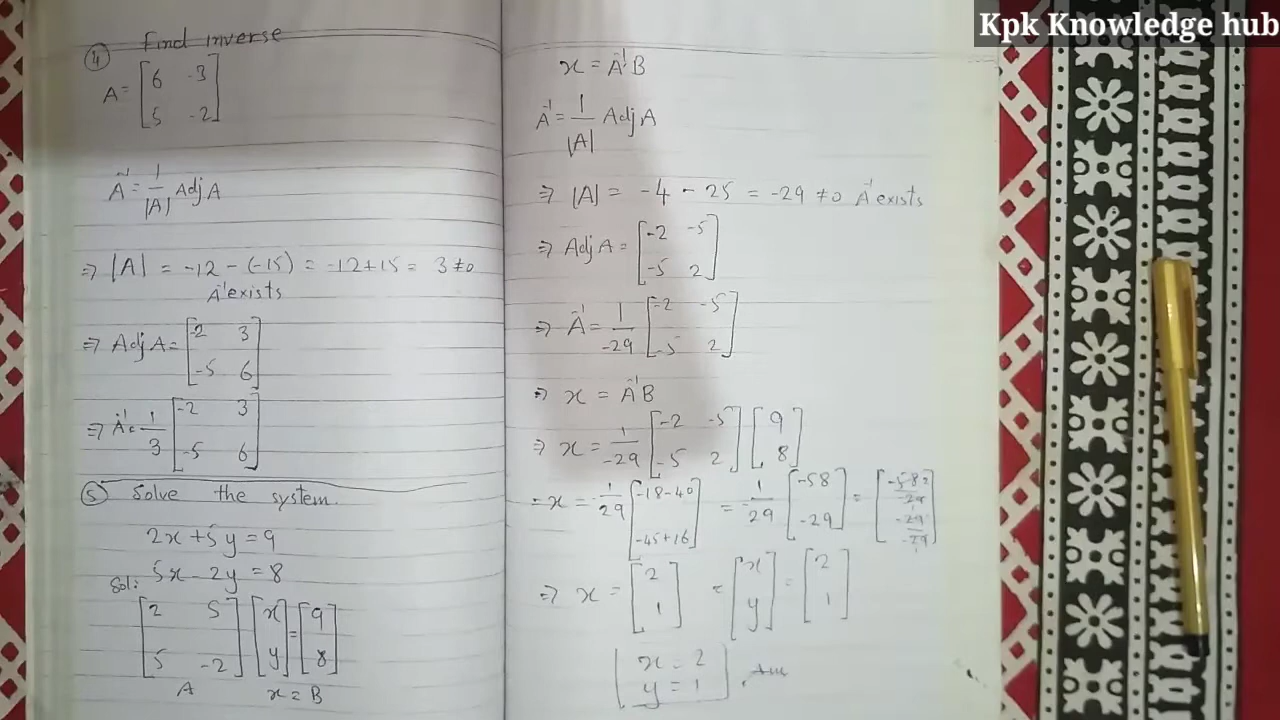 Kpk Knowledge hub
④ Find inverse
A = [6 -3
5 -2]
A⁻¹ = 1/|A| Adj A
⇒ |A| = -12 - (-15) = -12+15 = 3 ≠0
A⁻¹ exists
⇒ Adj A = [-2 3
-5 6]
⇒ A⁻¹ = 1/3 [-2 3
-5 6]
⑤ Solve the system.
2x + 5y = 9
Sol: 5x - 2y = 8
[2 5
5 -2] [x
y] = [9
8]
A x = B
x = A⁻¹B
A⁻¹ = 1/|A| Adj A
⇒ |A| = -4 - 25 = -29 ≠0 A⁻¹ exists
⇒ Adj A = [-2 -5
-5 2]
⇒ A⁻¹ = 1/-29 [-2 -5
-5 2]
⇒ x = A⁻¹B
⇒ x = 1/-29 [-2 -5
-5 2] [9
8]
= x = -1/29 [-18-40
-45+16] = -1/29 [-58
-29] = [-58/-29
-29/-29]
⇒ x = [2
1] = [x
y] = [2
1]
[x = 2
y = 1] Ans